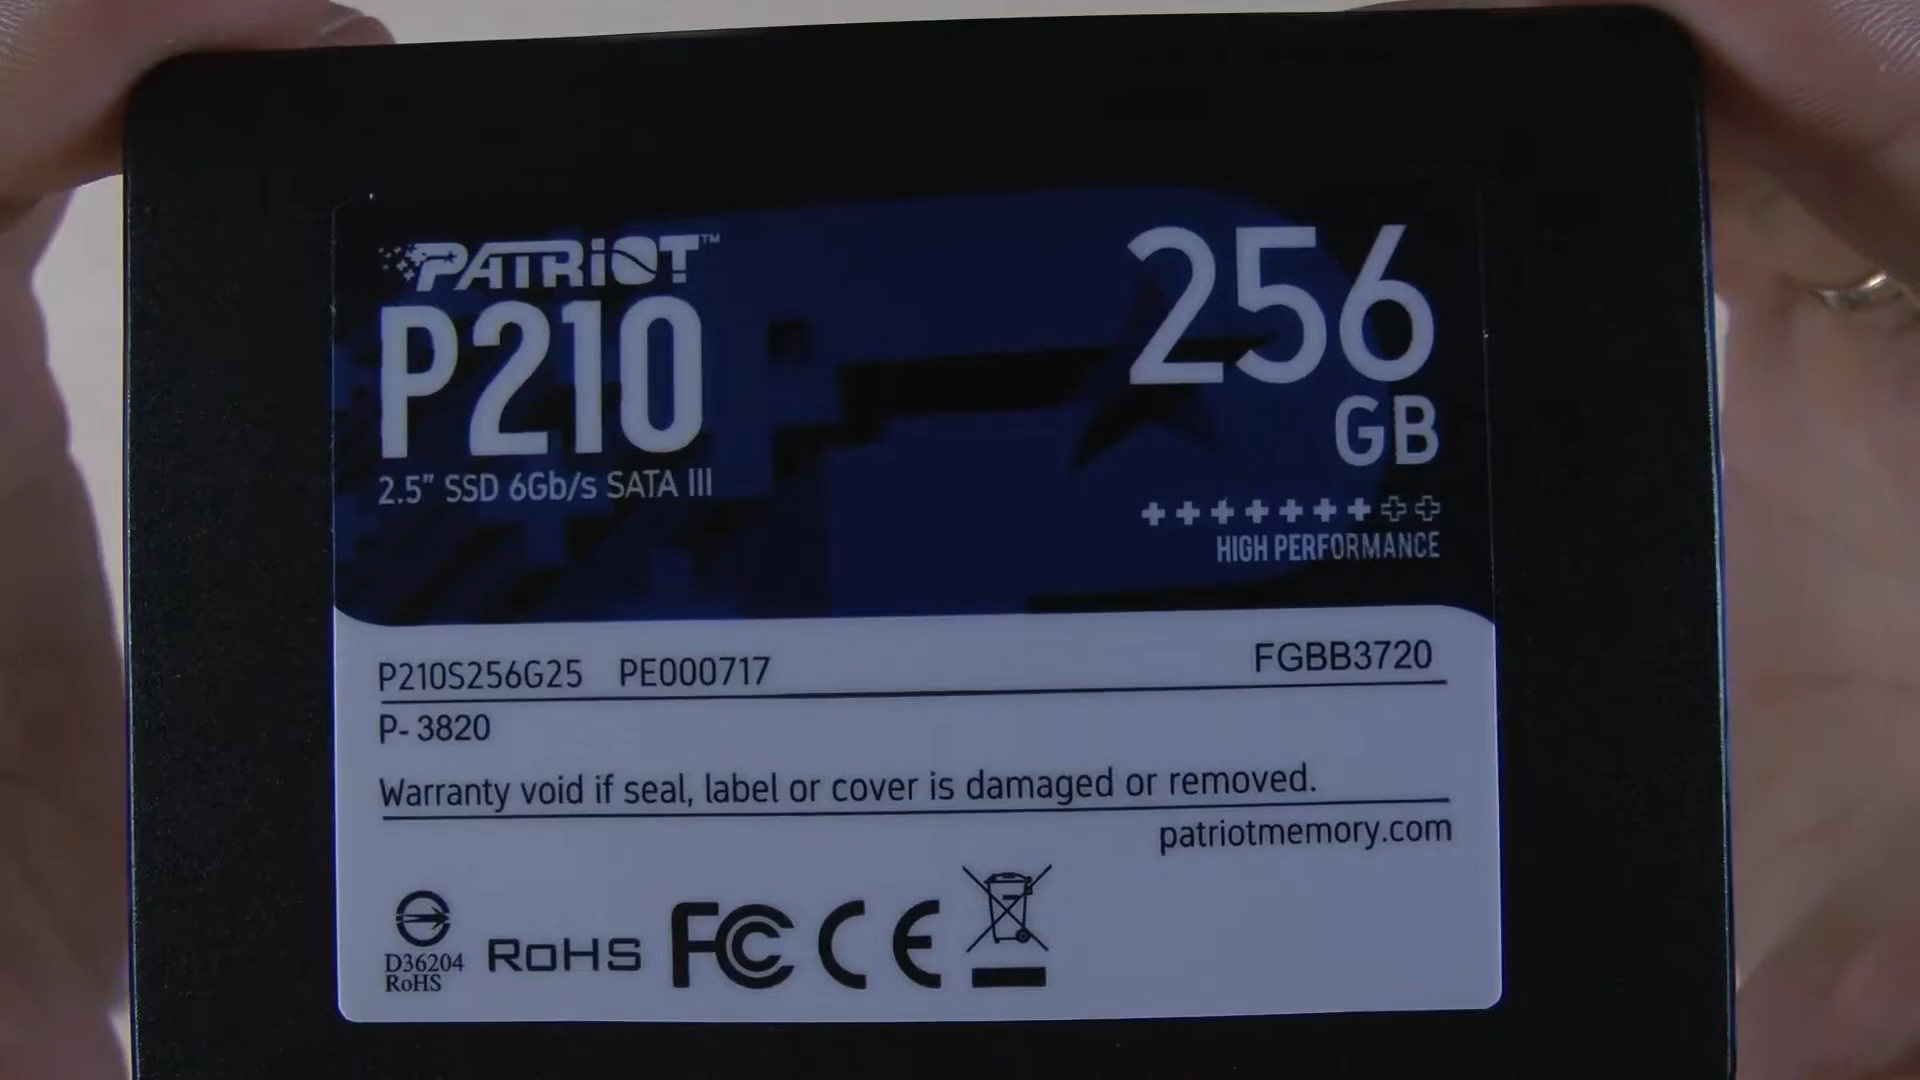 PATRIOT™
P210
2.5” SSD 6Gb/s SATA III
256
GB
HIGH PERFORMANCE
P210S256G25 PE000717 FGBB3720
P- 3820
Warranty void if seal, label or cover is damaged or removed.
patriotmemory.com
D36204
RoHS
RoHS
FC CE